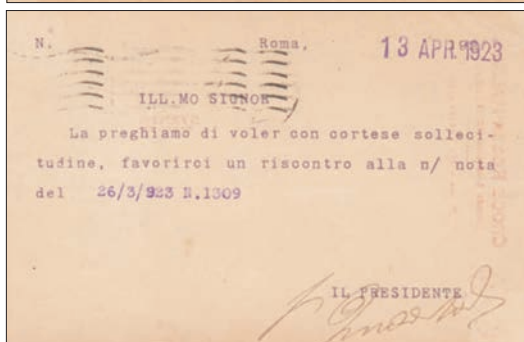 N. Roma, 13 APR. 1923
ILL.MO SIGNOR
La preghiamo di voler con cortese solleci-
tudine, favorirci un riscontro alla n/ nota
del 26/3/923 N.1309
IL PRESIDENTE